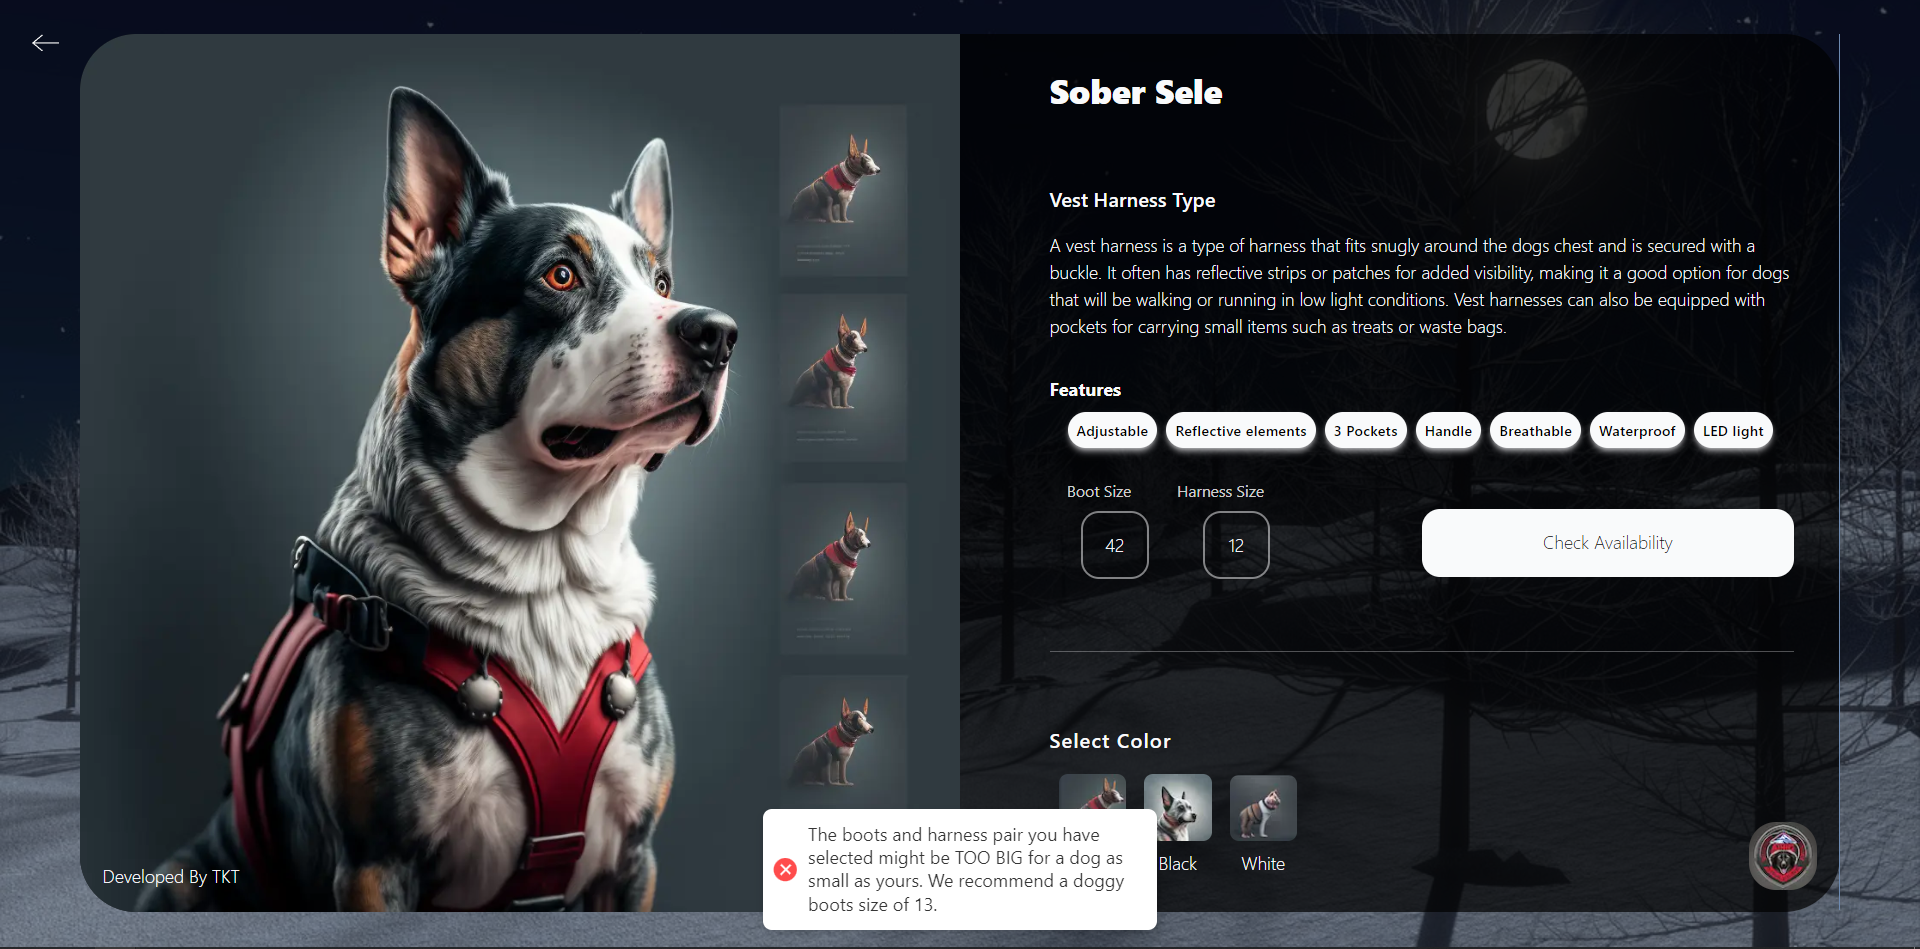 Sober Sele
Vest Harness Type
A vest harness is a type of harness that fits snugly around the dogs chest and is secured with a
buckle. It often has reflective strips or patches for added visibility, making it a good option for dogs
that will be walking or running in low light conditions. Vest harnesses can also be equipped with
pockets for carrying small items such as treats or waste bags.
Features
Adjustable Reflective elements 3 Pockets Handle Breathable Waterproof LED light
Boot Size Harness Size
42 12 Check Availability
Select Color
Black White
The boots and harness pair you have
selected might be TOO BIG for a dog as
small as yours. We recommend a doggy
boots size of 13.
Developed By TKT